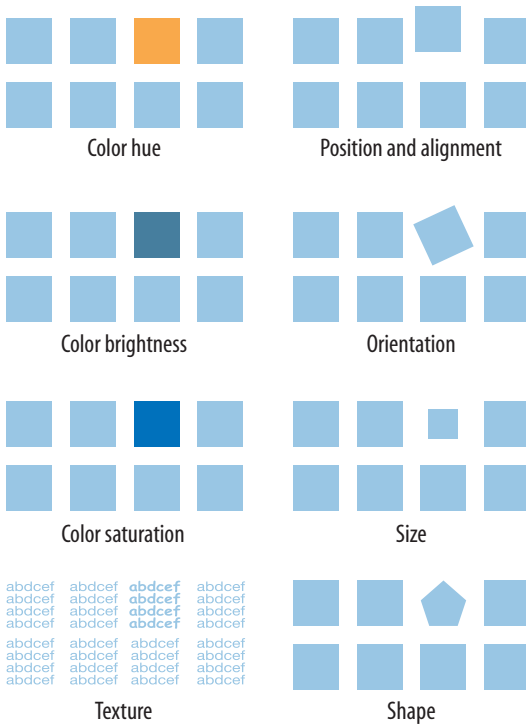 Color hue
Position and alignment
Color brightness
Orientation
Color saturation
Size
abdcef abdcef abdcef abdcef
abdcef abdcef abdcef abdcef
abdcef abdcef abdcef abdcef
abdcef abdcef abdcef abdcef
abdcef abdcef abdcef abdcef
abdcef abdcef abdcef abdcef
abdcef abdcef abdcef abdcef
abdcef abdcef abdcef abdcef
Texture
Shape